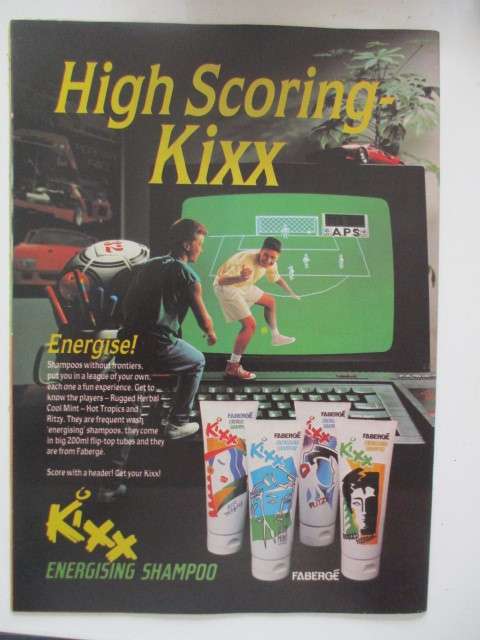 High Scoring-
Kixx
APS
Energise!
Shampoos without frontiers,
put you in a league of your own,
each one a fun experience. Get to
know the players – Rugged Herbal
Cool Mint – Hot Tropics and
Ritzy. They are frequent wash
'energising' shampoos, they come
in big 200ml flip-top tubes and they
are from Fabergé.
Score with a header! Get your Kixx!
FABERGÉ
Kixx
FABERGÉ
Kixx
FABERGÉ
Kixx
FABERGÉ
Kixx
Kixx
ENERGISING SHAMPOO
FABERGÉ